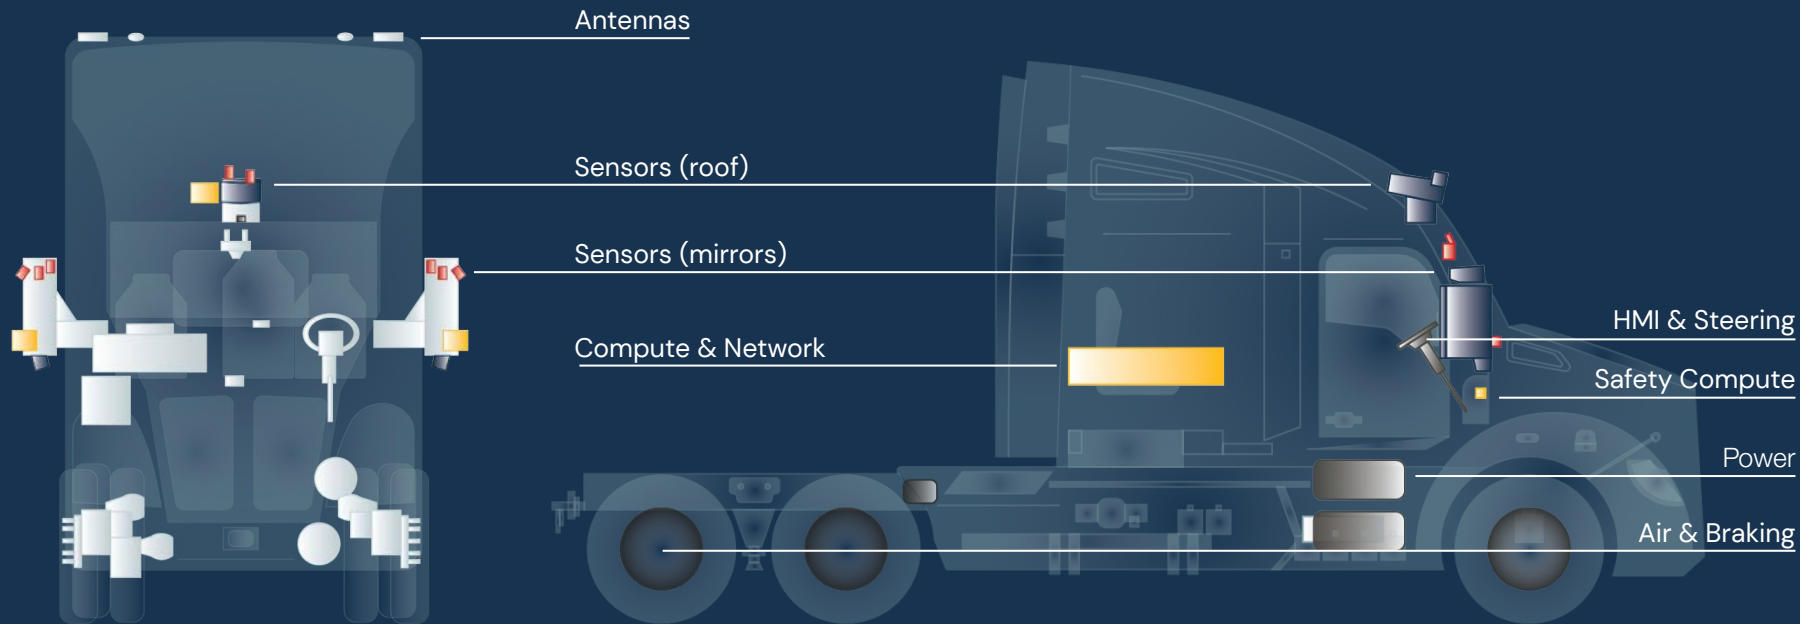 Antennas
Sensors (roof)
Sensors (mirrors)
HMI & Steering
Compute & Network
Safety Compute
Power
Air & Braking